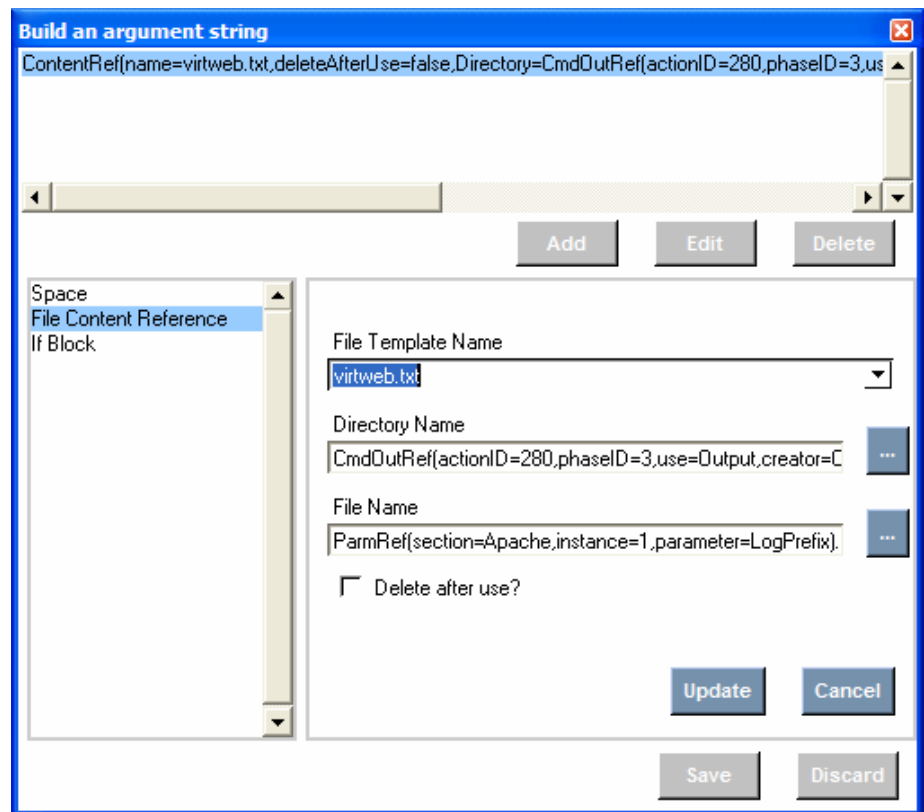 Build an argument string
ContentRef(name=virtweb.txt,deleteAfterUse=false,Directory=CmdOutRef(actionID=280,phaseID=3,us
Add Edit Delete
Space
File Content Reference
If Block
File Template Name
virtweb.txt
Directory Name
CmdOutRef(actionID=280,phaseID=3,use=Output,creator=C
...
File Name
ParmRef(section=Apache,instance=1,parameter=LogPrefix).
...
Delete after use?
Update Cancel
Save Discard